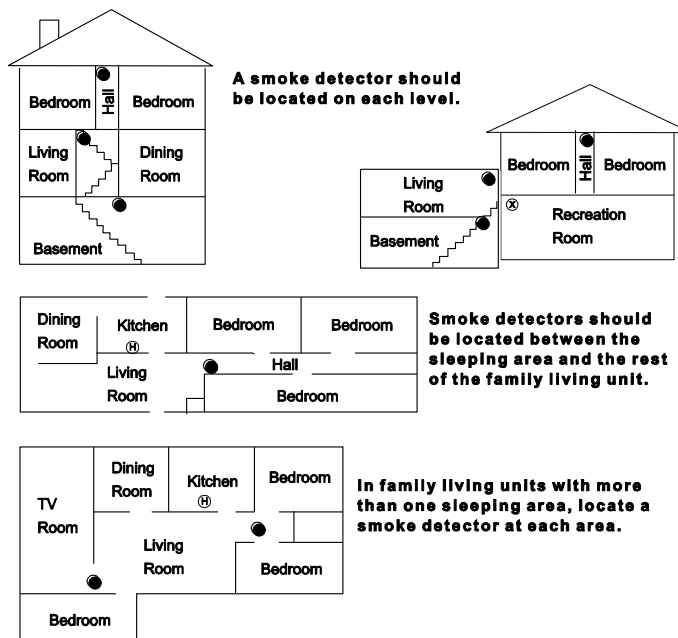 A smoke detector should
be located on each level.
Bedroom
Hall
Bedroom
Living
Room
Dining
Room
Basement
Bedroom
Hall
Bedroom
Living
Room
X
Recreation
Room
Basement
Dining
Room
Kitchen
H
Bedroom
Bedroom
Living
Room
Hall
Bedroom
Smoke detectors should
be located between the
sleeping area and the rest
of the family living unit.
TV
Room
Dining
Room
Kitchen
H
Bedroom
Living
Room
Bedroom
Bedroom
In family living units with more
than one sleeping area, locate a
smoke detector at each area.